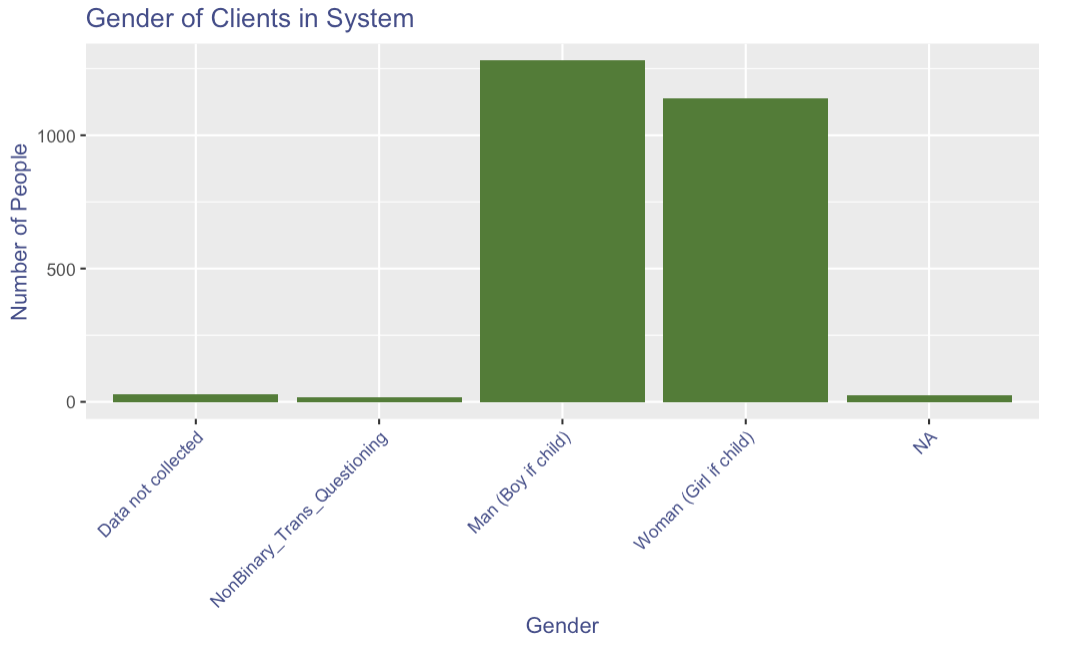 Gender of Clients in System
Number of People
1000
500
0
Data not collected
NonBinary_Trans_Questioning
Man (Boy if child)
Woman (Girl if child)
NA
Gender